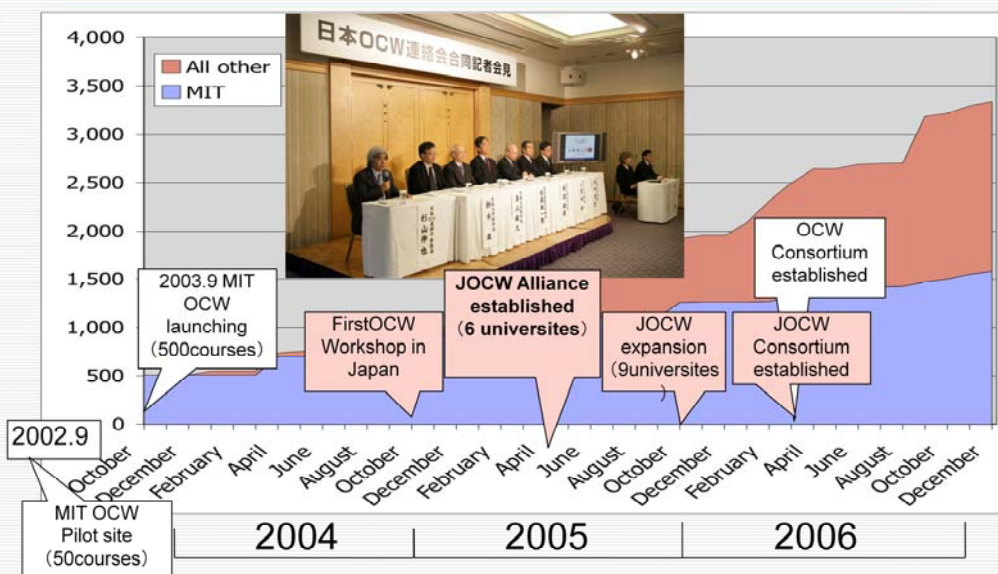 4,000
3,500
3,000
2,500
2,000
1,500
1,000
500
0
All other
MIT
日本OCW連絡会合同記者会見
2003.9 MIT
OCW
launching
(500courses)
FirstOCW
Workshop in
Japan
JOCW Alliance
established
(6 universites)
JOCW
expansion
(9universites
)
OCW
Consortium
established
JOCW
Consortium
established
2002.9
MIT OCW
Pilot site
(50courses)
October
December
February
April
June
August
October
December
February
April
June
August
October
December
February
April
June
August
October
December
2004
2005
2006